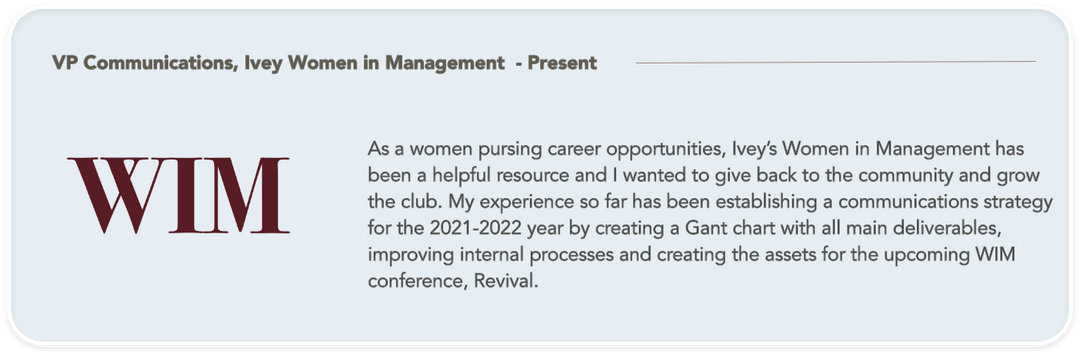 VP Communications, Ivey Women in Management - Present
WIM
As a women pursing career opportunities, Ivey's Women in Management has
been a helpful resource and I wanted to give back to the community and grow
the club. My experience so far has been establishing a communications strategy
for the 2021-2022 year by creating a Gant chart with all main deliverables,
improving internal processes and creating the assets for the upcoming WIM
conference, Revival.